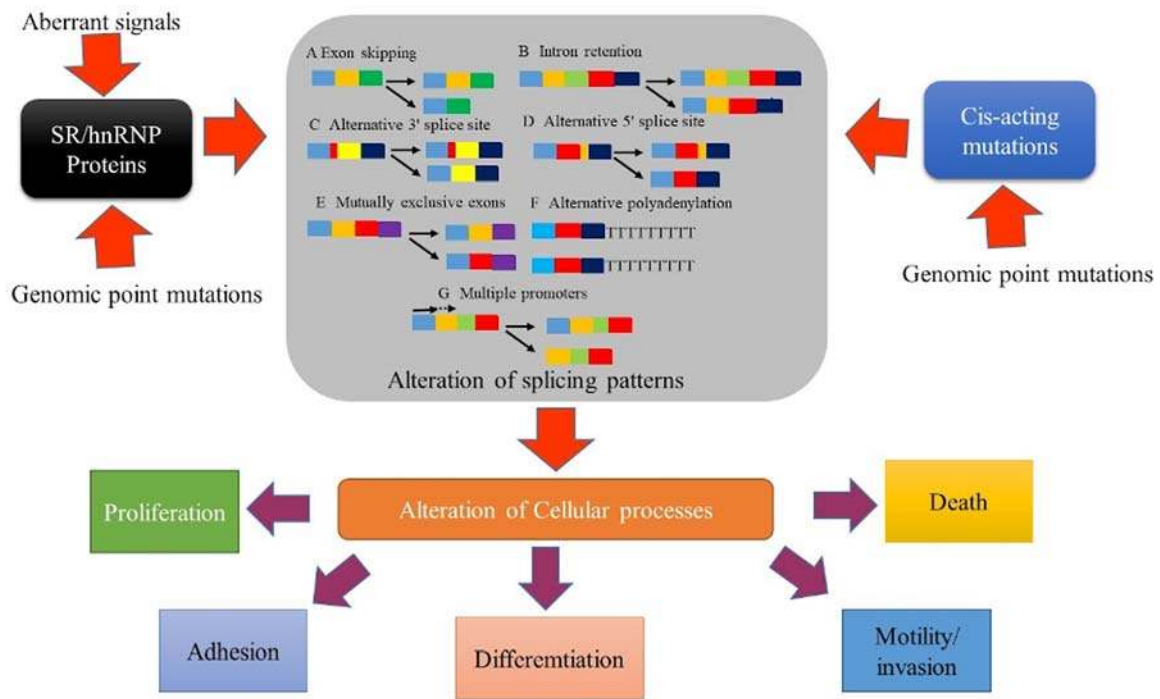 Aberrant signals
SR/hnRNP
Proteins
Genomic point mutations
A Exon skipping
B Intron retention
C Alternative 3' splice site
D Alternative 5' splice site
E Mutually exclusive exons
F Alternative polyadenylation
TTTTTTTTT
TTTTTTTTT
G Multiple promoters
Alteration of splicing patterns
Cis-acting
mutations
Genomic point mutations
Alteration of Cellular processes
Proliferation
Death
Adhesion
Differemtiation
Motility/
invasion